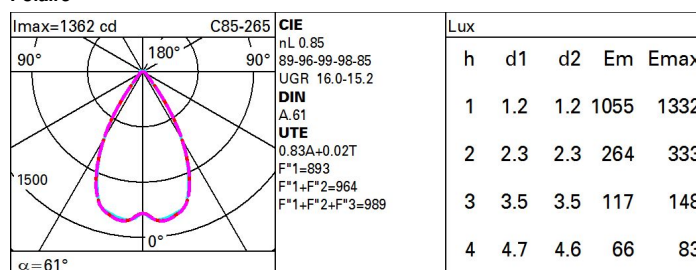 Imax=1362 cd C85-265
90° 180° 90°
1500
0°
α=61°
CIE
nL 0.85
89-96-99-98-85
UGR 16.0-15.2
DIN
A.61
UTE
0.83A+0.02T
F"1=893
F"1+F"2=964
F"1+F"2+F"3=989
Lux
h d1 d2 Em Emax
1 1.2 1.2 1055 1332
2 2.3 2.3 264 333
3 3.5 3.5 117 148
4 4.7 4.6 66 83